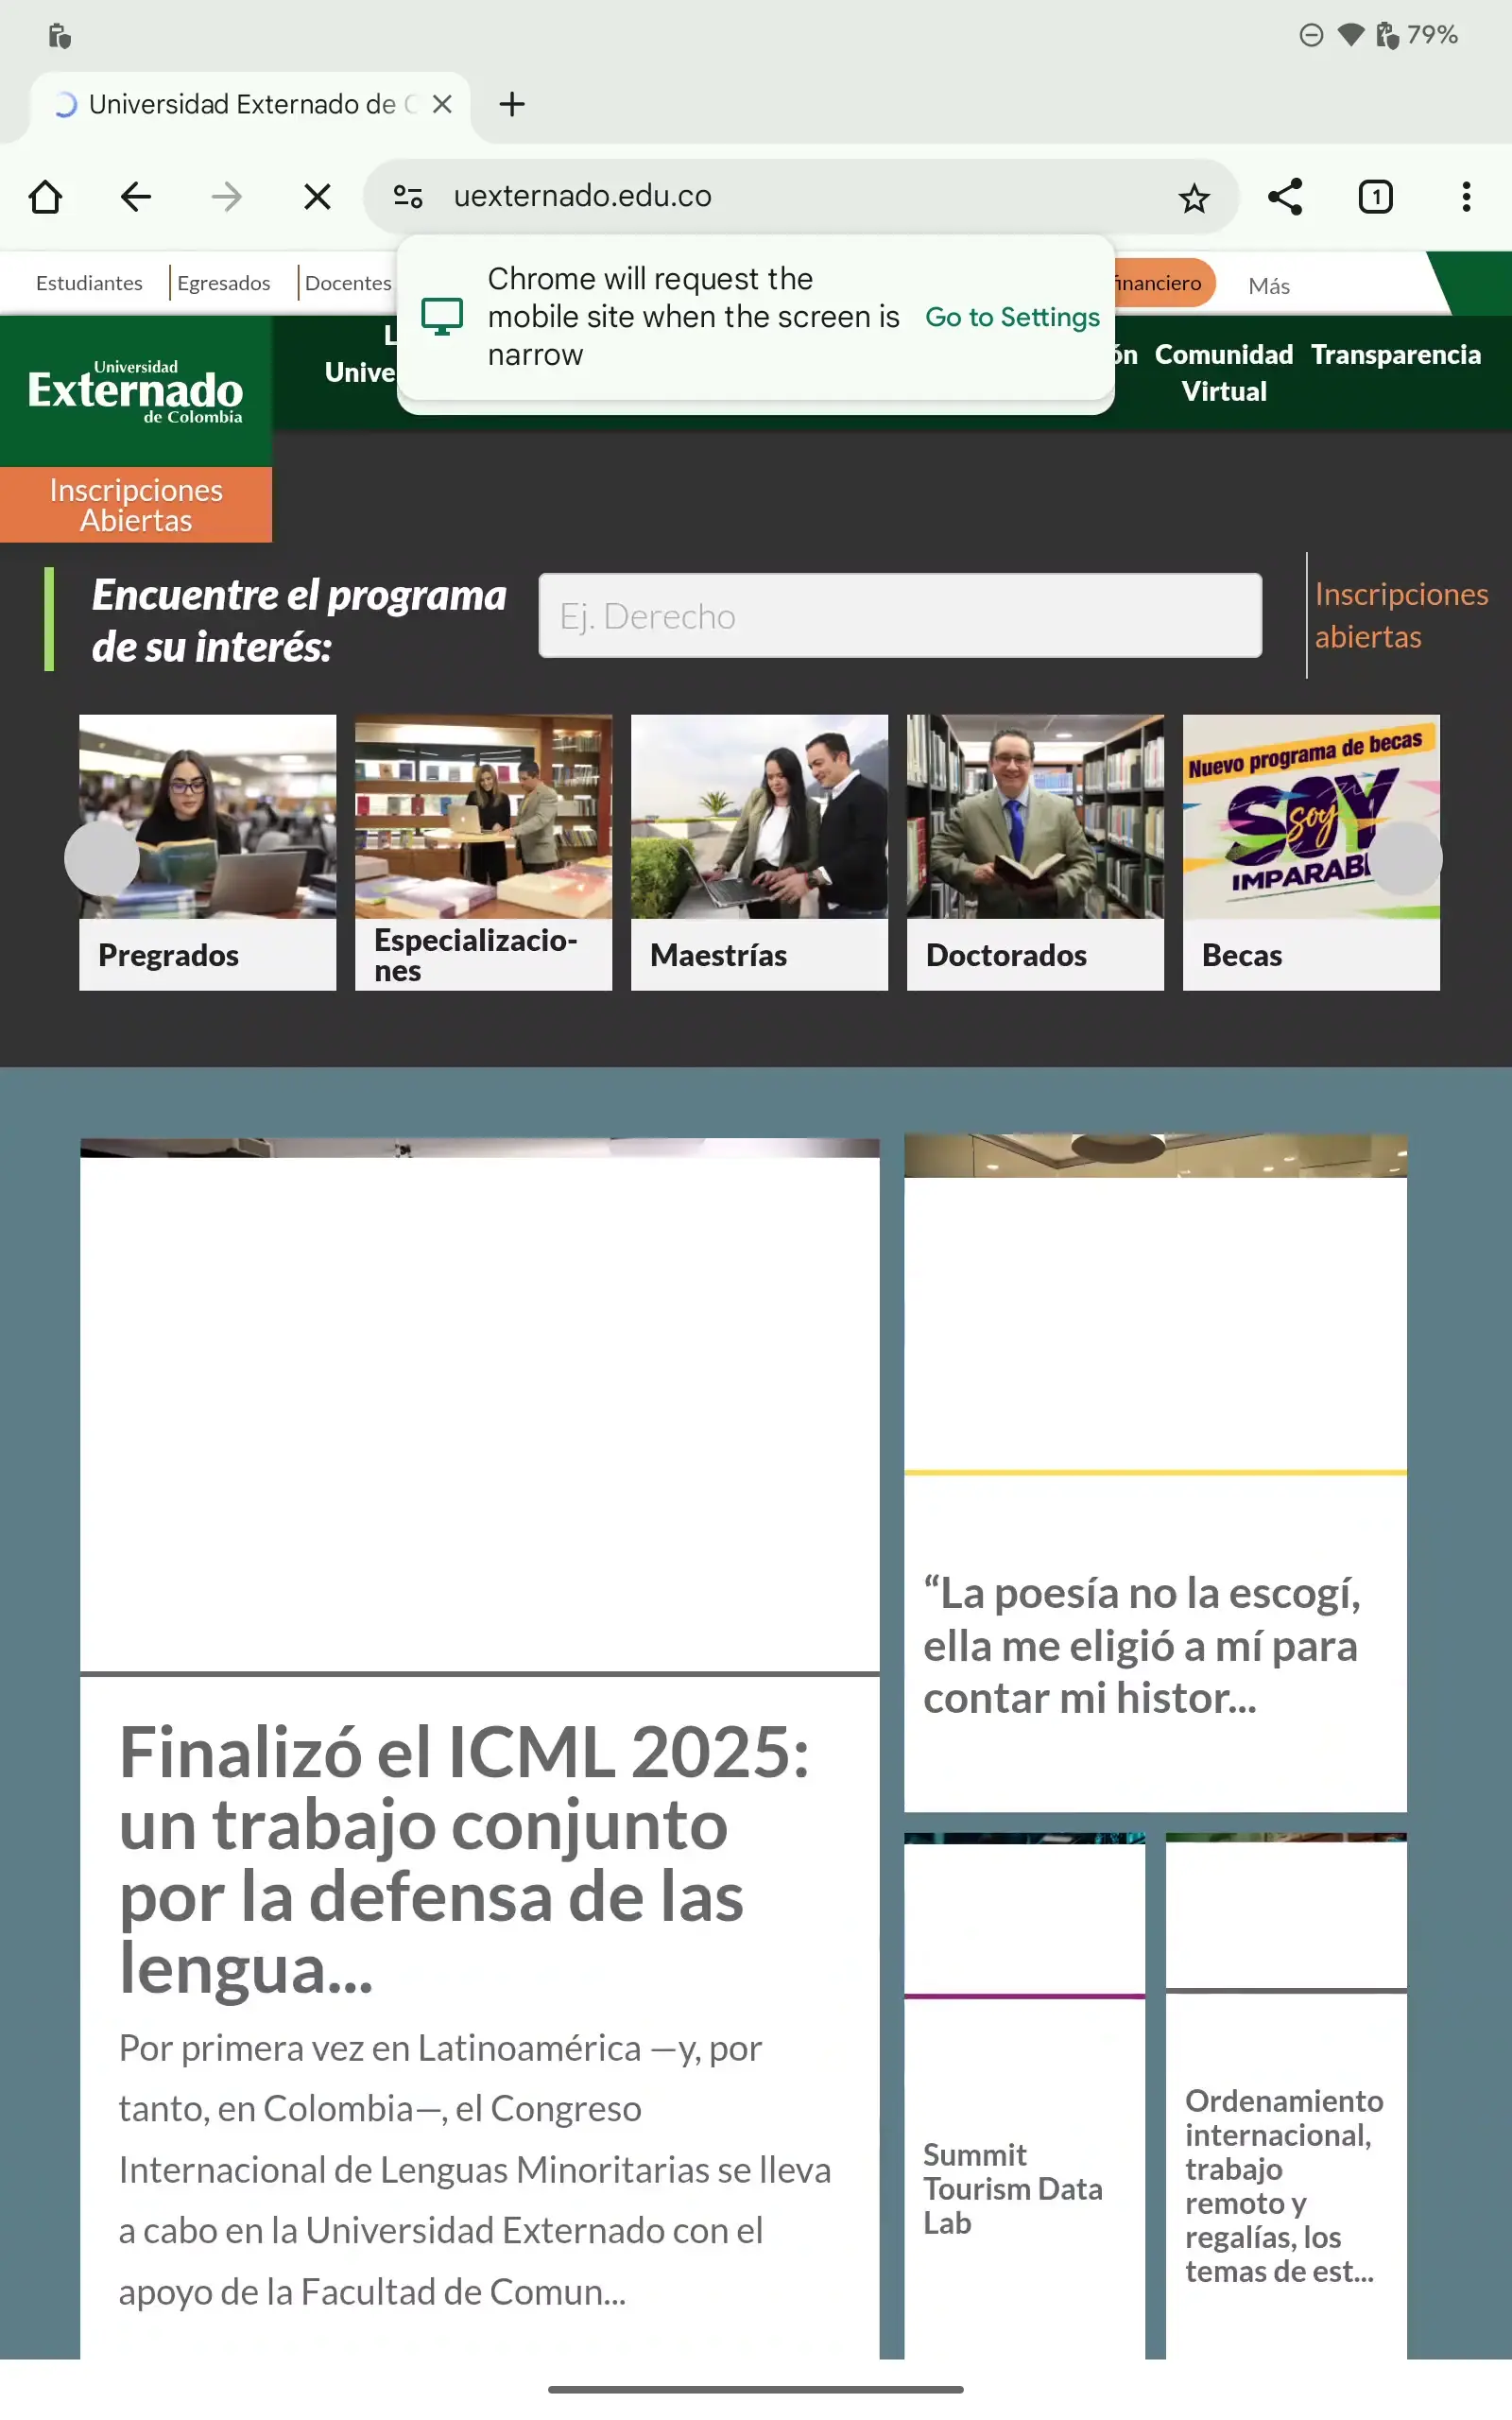 79%
Universidad Externado de
uexternado.edu.co
1
Chrome will request the
mobile site when the screen is
narrow
Go to Settings
Estudiantes
Egresados
Docentes
Más
Universidad
Externado
de Colombia
Comunidad
Virtual
Transparencia
Inscripciones
Abiertas
Encuentre el programa
de su interés:
Ej. Derecho
Inscripciones
abiertas
Nuevo programa de becas
SOY
soy
Pregrados
Especializacio-
nes
Maestrías
Doctorados
Becas
Finalizó el ICML 2025:
un trabajo conjunto
por la defensa de las
lengua...
Por primera vez en Latinoamérica —y, por
tanto, en Colombia—, el Congreso
Internacional de Lenguas Minoritarias se lleva
a cabo en la Universidad Externado con el
apoyo de la Facultad de Comun...
“La poesía no la escogí,
ella me eligió a mí para
contar mi histor...
Summit
Tourism Data
Lab
Ordenamiento
internacional,
trabajo
remoto y
regalías, los
temas de est...